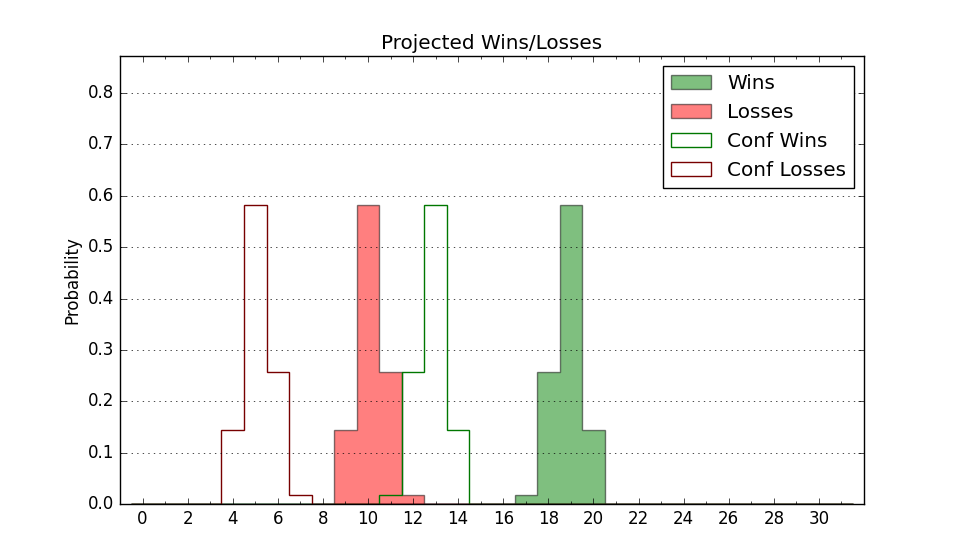 Projected Wins/Losses
Wins
Losses
Conf Wins
Conf Losses
Probability
0.8
0.7
0.6
0.5
0.4
0.3
0.2
0.1
0.0
0 2 4 6 8 10 12 14 16 18 20 22 24 26 28 30